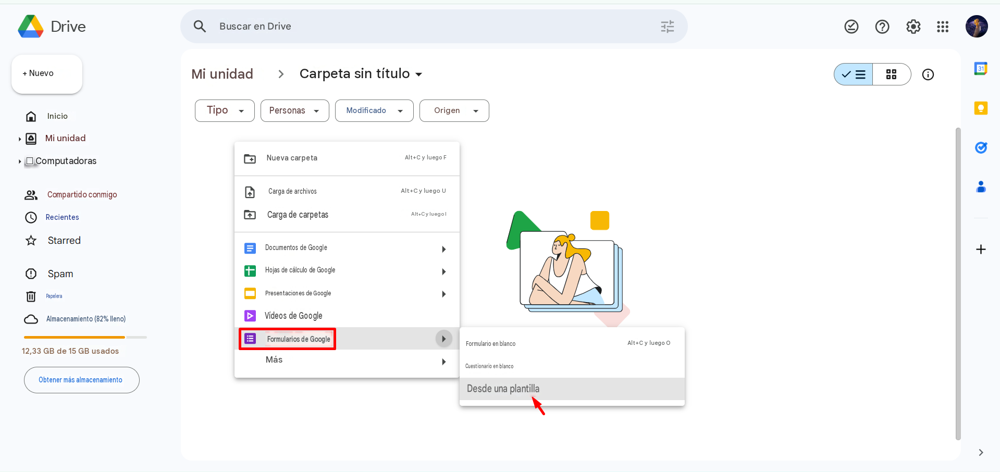 Drive
Buscar en Drive
+ Nuevo
Mi unidad
Carpeta sin título
Tipo
Personas
Modificado
Origen
Inicio
Mi unidad
Computadoras
Compartido conmigo
Recientes
Starred
Spam
Papelera
Almacenamiento (82% lleno)
12,33 GB de 15 GB usados
Obtener más almacenamiento
Nueva carpeta Alt+C y luego F
Carga de archivos Alt+C y luego U
Carga de carpetas Alt+C y luego I
Documentos de Google
Hojas de cálculo de Google
Presentaciones de Google
Vídeos de Google
Formularios de Google
Más
Formulario en blanco Alt+C y luego O
Cuestionario en blanco
Desde una plantilla
31